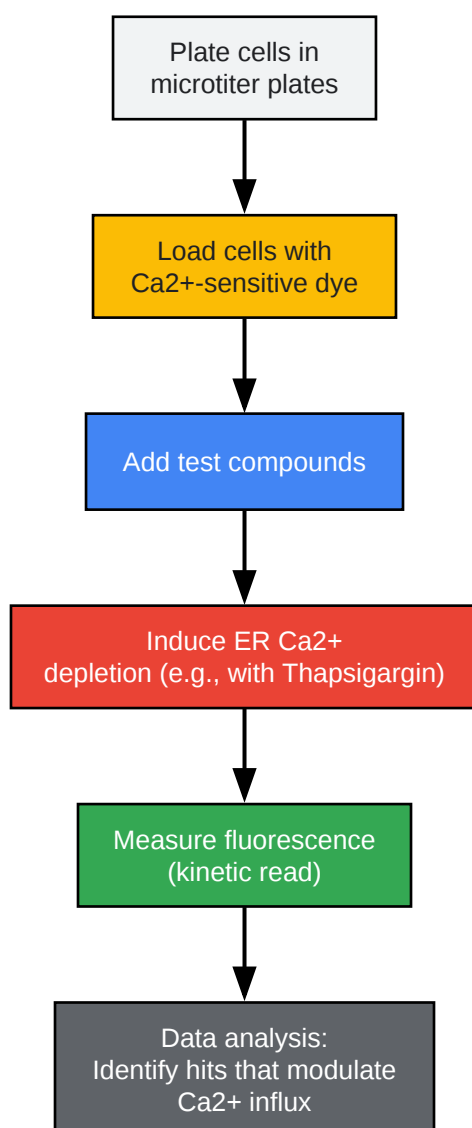 Plate cells in
microtiter plates
Load cells with
Ca2+-sensitive dye
Add test compounds
Induce ER Ca2+
depletion (e.g., with Thapsigargin)
Measure fluorescence
(kinetic read)
Data analysis:
Identify hits that modulate
Ca2+ influx